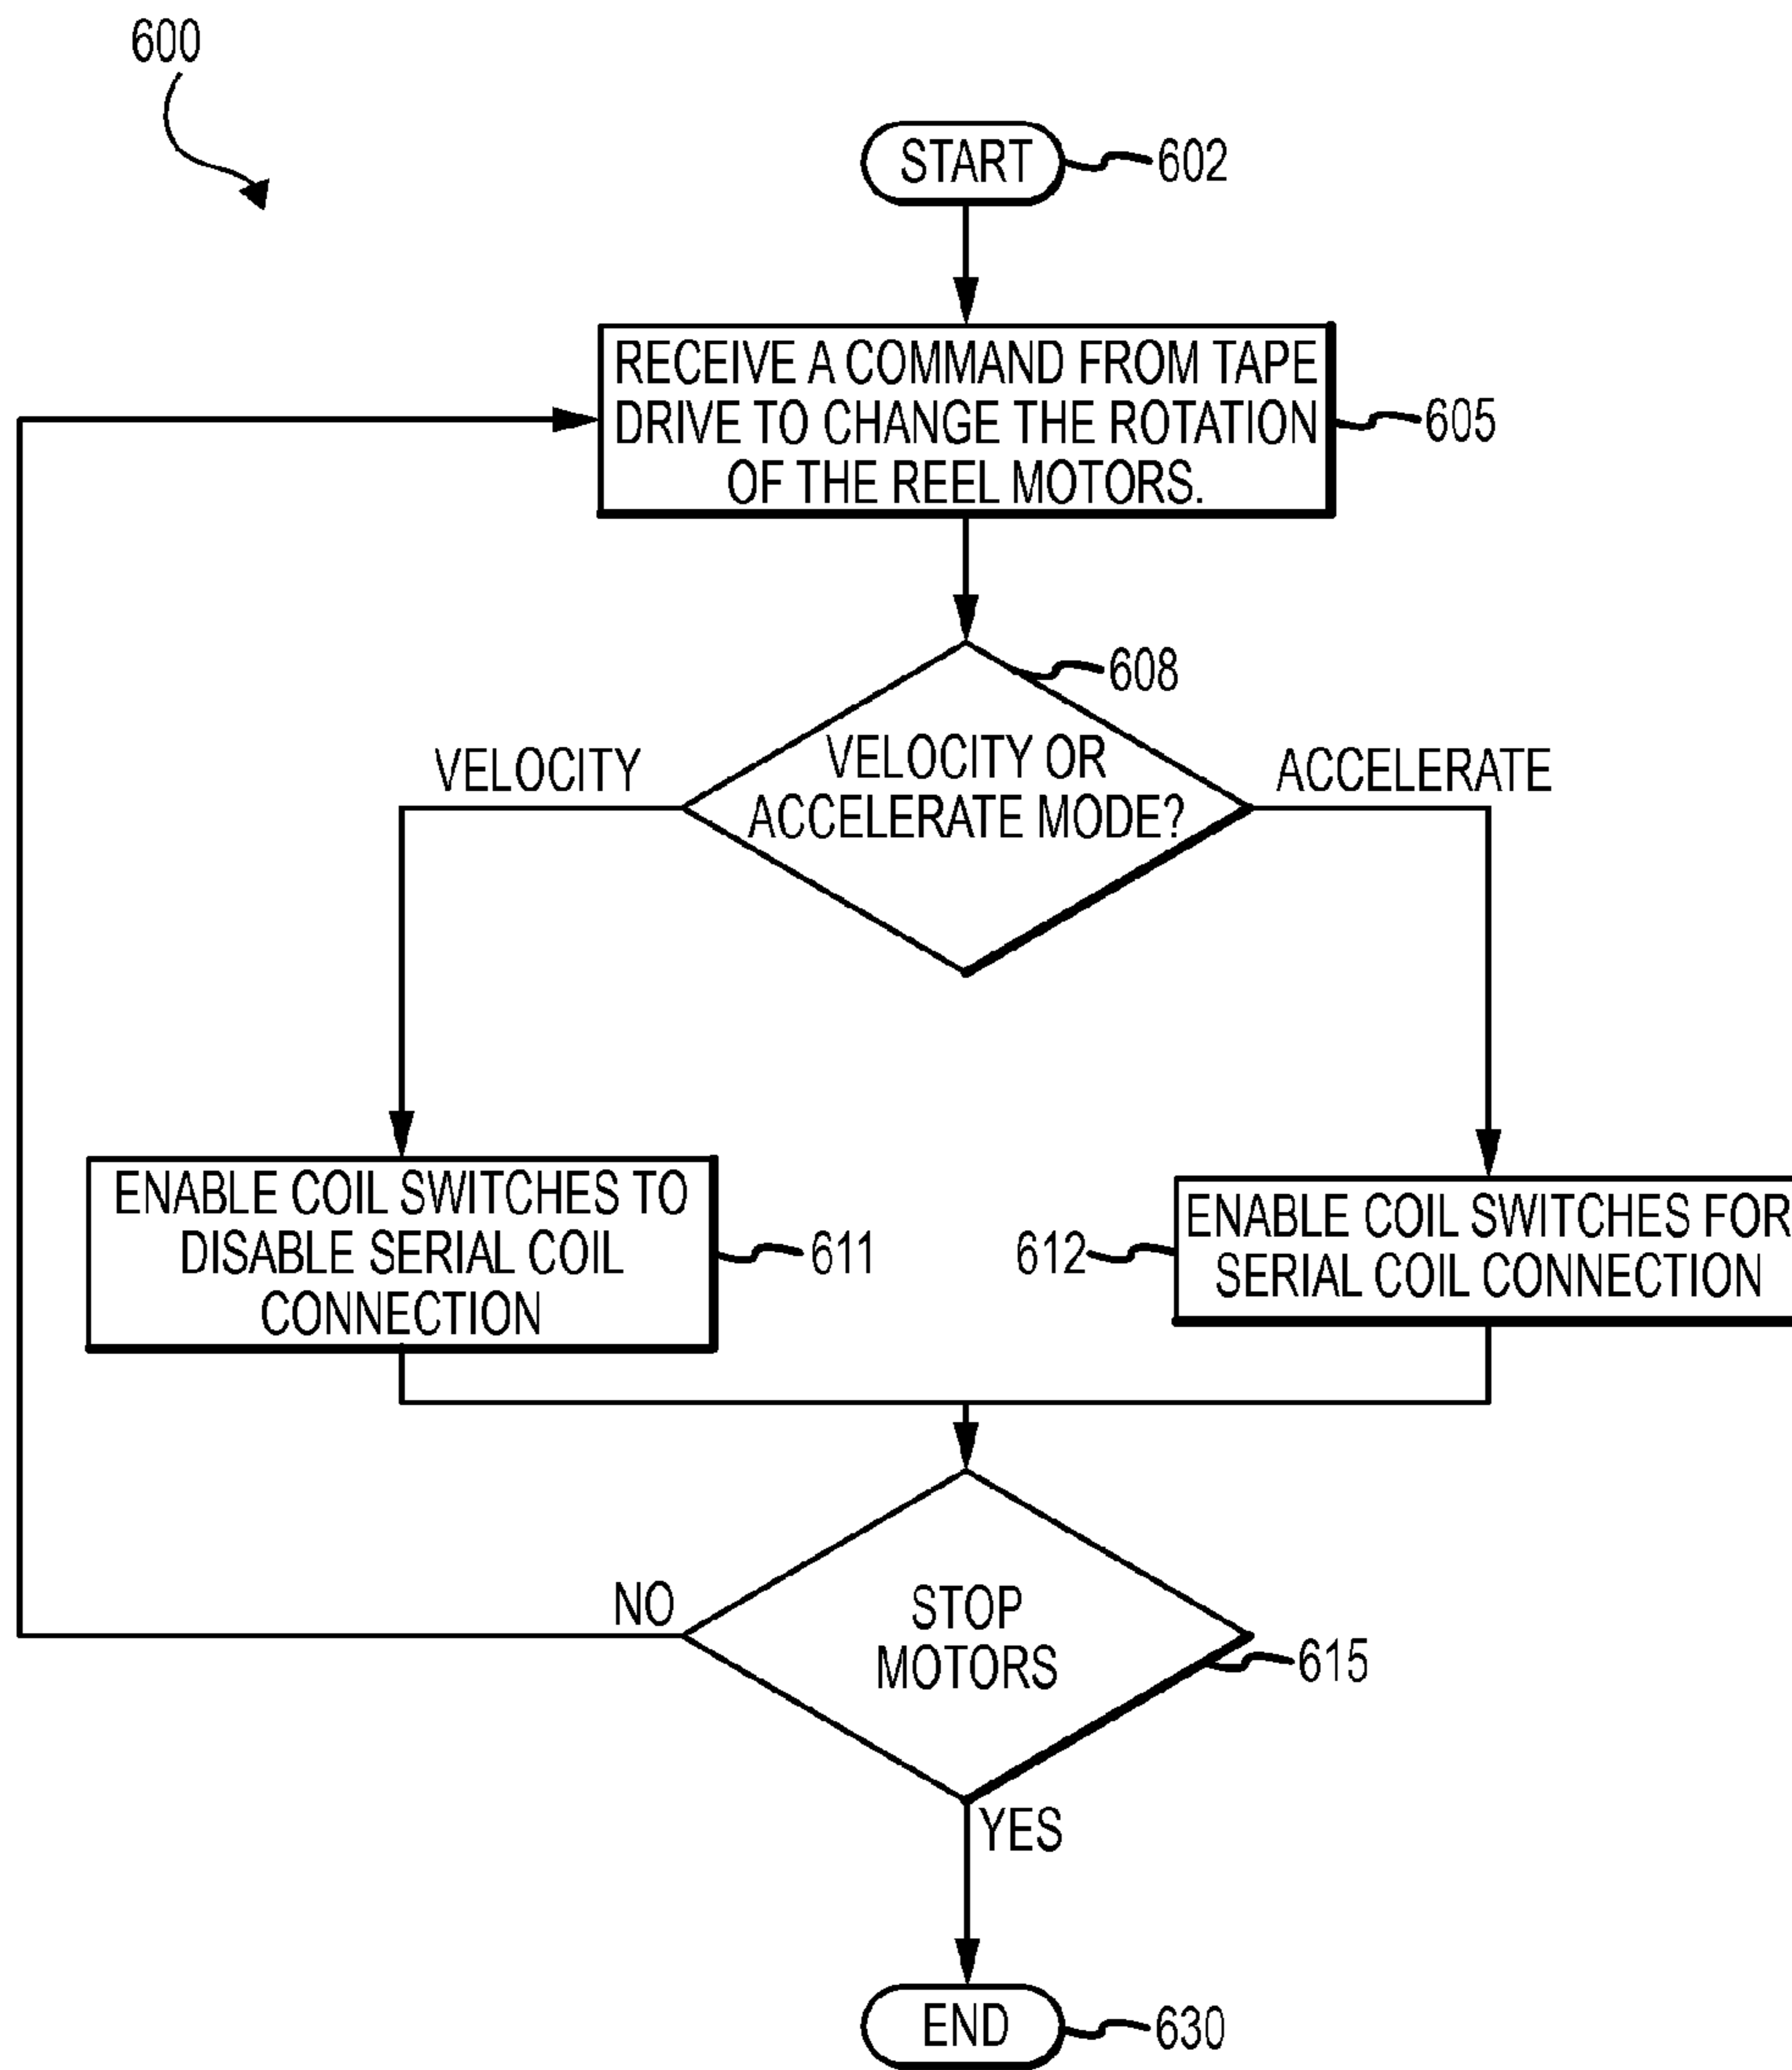 600
START
602
RECEIVE A COMMAND FROM TAPE
DRIVE TO CHANGE THE ROTATION
OF THE REEL MOTORS.
605
608
VELOCITY OR
ACCELERATE MODE?
VELOCITY
ACCELERATE
ENABLE COIL SWITCHES TO
DISABLE SERIAL COIL
CONNECTION
611
612
ENABLE COIL SWITCHES FOR
SERIAL COIL CONNECTION
NO
STOP
MOTORS
615
YES
END
630